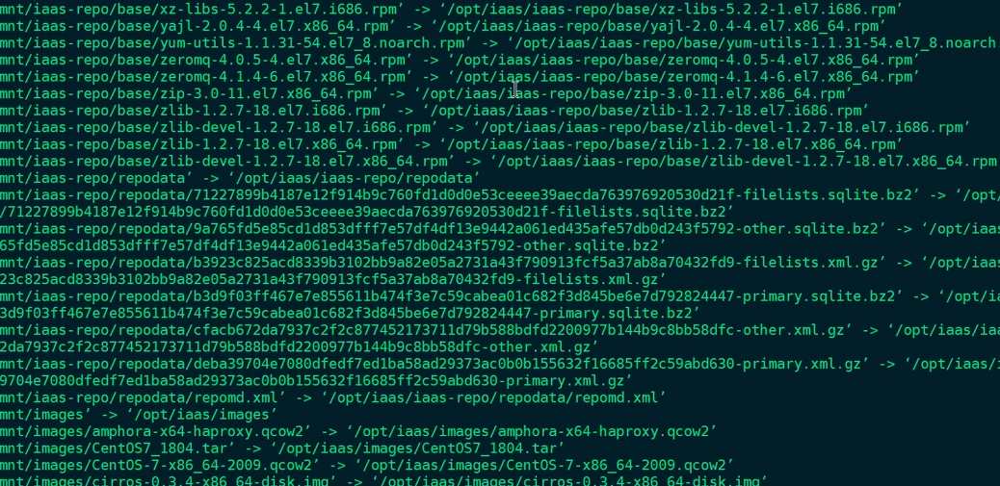 mnt/iaas-repo/base/xz-libs-5.2.2-1.el7.i686.rpm’ -> ‘/opt/iaas/iaas-repo/base/xz-libs-5.2.2-1.el7.i686.rpm’
mnt/iaas-repo/base/yajl-2.0.4-4.el7.x86_64.rpm’ -> ‘/opt/iaas/iaas-repo/base/yajl-2.0.4-4.el7.x86_64.rpm’
mnt/iaas-repo/base/yum-utils-1.1.31-54.el7_8.noarch.rpm’ -> ‘/opt/iaas/iaas-repo/base/yum-utils-1.1.31-54.el7_8.noarch
mnt/iaas-repo/base/zeromq-4.0.5-4.el7.x86_64.rpm’ -> ‘/opt/iaas/iaas-repo/base/zeromq-4.0.5-4.el7.x86_64.rpm’
mnt/iaas-repo/base/zeromq-4.1.4-6.el7.x86_64.rpm’ -> ‘/opt/iaas/iaas-repo/base/zeromq-4.1.4-6.el7.x86_64.rpm’
mnt/iaas-repo/base/zip-3.0-11.el7.x86_64.rpm’ -> ‘/opt/iaas/iaas-repo/base/zip-3.0-11.el7.x86_64.rpm’
mnt/iaas-repo/base/zlib-1.2.7-18.el7.i686.rpm’ -> ‘/opt/iaas/iaas-repo/base/zlib-1.2.7-18.el7.i686.rpm’
mnt/iaas-repo/base/zlib-devel-1.2.7-18.el7.i686.rpm’ -> ‘/opt/iaas/iaas-repo/base/zlib-devel-1.2.7-18.el7.i686.rpm’
mnt/iaas-repo/base/zlib-1.2.7-18.el7.x86_64.rpm’ -> ‘/opt/iaas/iaas-repo/base/zlib-1.2.7-18.el7.x86_64.rpm’
mnt/iaas-repo/base/zlib-devel-1.2.7-18.el7.x86_64.rpm’ -> ‘/opt/iaas/iaas-repo/base/zlib-devel-1.2.7-18.el7.x86_64.rpm
mnt/iaas-repo/repodata’ -> ‘/opt/iaas/iaas-repo/repodata’
mnt/iaas-repo/repodata/71227899b4187e12f914b9c760fd1d0d0e53ceeee39aecda763976920530d21f-filelists.sqlite.bz2’ -> ‘/opt/
/71227899b4187e12f914b9c760fd1d0d0e53ceeee39aecda763976920530d21f-filelists.sqlite.bz2’
mnt/iaas-repo/repodata/9a765fd5e85cd1d853dfff7e57df4df13e9442a061ed435afe57db0d243f5792-other.sqlite.bz2’ -> ‘/opt/iaas
65fd5e85cd1d853dfff7e57df4df13e9442a061ed435afe57db0d243f5792-other.sqlite.bz2’
mnt/iaas-repo/repodata/b3923c825acd8339b3102bb9a82e05a2731a43f790913fcf5a37ab8a70432fd9-filelists.xml.gz’ -> ‘/opt/iaas
23c825acd8339b3102bb9a82e05a2731a43f790913fcf5a37ab8a70432fd9-filelists.xml.gz’
mnt/iaas-repo/repodata/b3d9f03ff467e7e855611b474f3e7c59cabea01c682f3d845be6e7d792824447-primary.sqlite.bz2’ -> ‘/opt/ia
3d9f03ff467e7e855611b474f3e7c59cabea01c682f3d845be6e7d792824447-primary.sqlite.bz2’
mnt/iaas-repo/repodata/cfacb672da7937c2f2c877452173711d79b588bdfd2200977b144b9c8bb58dfc-other.xml.gz’ -> ‘/opt/iaas/iaa
2da7937c2f2c877452173711d79b588bdfd2200977b144b9c8bb58dfc-other.xml.gz’
mnt/iaas-repo/repodata/deba39704e7080dfedf7ed1ba58ad29373ac0b0b155632f16685ff2c59abd630-primary.xml.gz’ -> ‘/opt/iaas/i
9704e7080dfedf7ed1ba58ad29373ac0b0b155632f16685ff2c59abd630-primary.xml.gz’
mnt/iaas-repo/repodata/repomd.xml’ -> ‘/opt/iaas/iaas-repo/repodata/repomd.xml’
mnt/images’ -> ‘/opt/iaas/images’
mnt/images/amphora-x64-haproxy.qcow2’ -> ‘/opt/iaas/images/amphora-x64-haproxy.qcow2’
mnt/images/CentOS7_1804.tar’ -> ‘/opt/iaas/images/CentOS7_1804.tar’
mnt/images/CentOS-7-x86_64-2009.qcow2’ -> ‘/opt/iaas/images/CentOS-7-x86_64-2009.qcow2’
mnt/images/cirros-0.3.4-x86_64-disk.img’ -> ‘/opt/iaas/images/cirros-0.3.4-x86_64-disk.img’